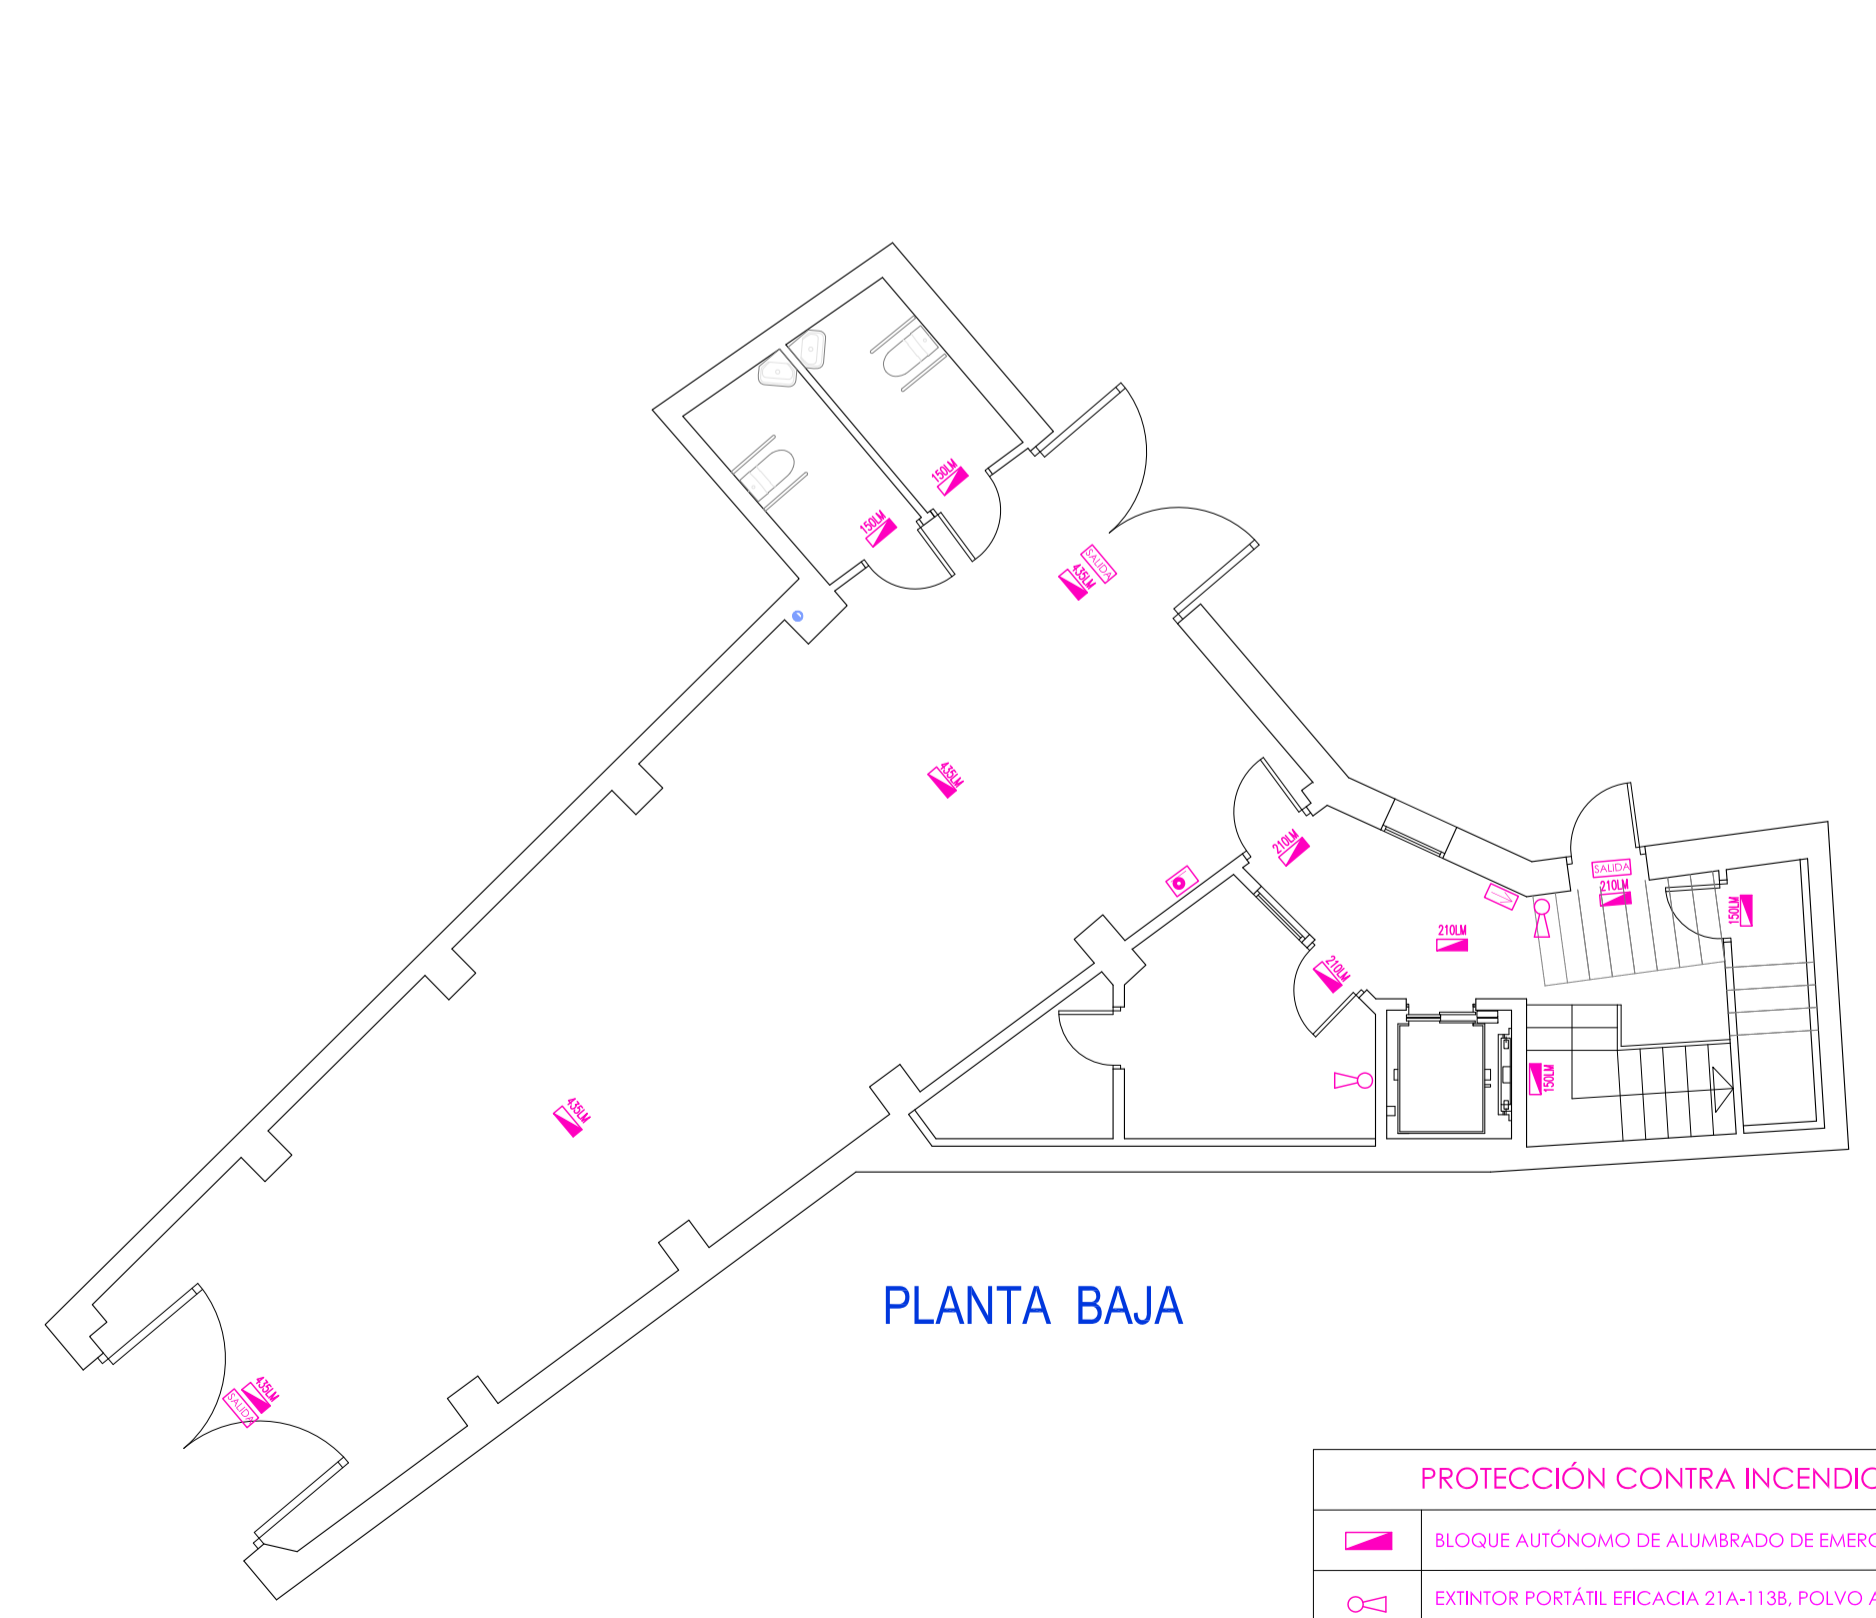 150LM
150LM
SALIDA
435LM
435LM
210LM
SALIDA
210LM
150LM
210LM
210LM
150LM
435LM
PLANTA BAJA
435LM
SALIDA
PROTECCIÓN CONTRA INCENDIO
BLOQUE AUTÓNOMO DE ALUMBRADO DE EMERG
EXTINTOR PORTÁTIL EFICACIA 21A-113B, POLVO A